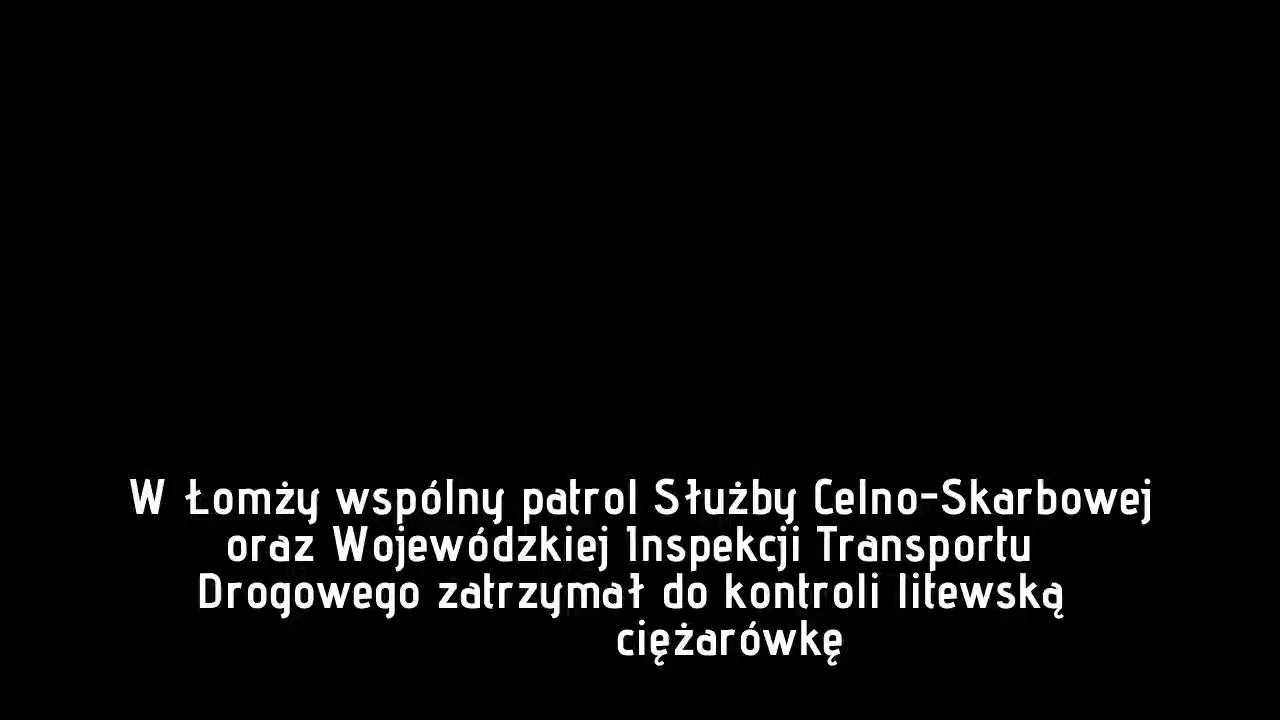 W Łomży wspólny patrol Służby Celno-Skarbowej
oraz Wojewódzkiej Inspekcji Transportu
Drogowego zatrzymał do kontroli litewską
ciężarówkę